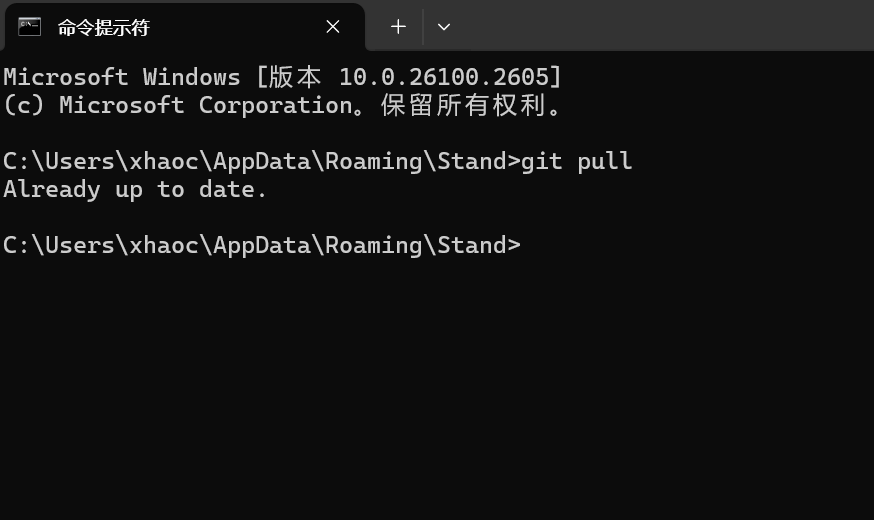 命令提示符
Microsoft Windows [版本 10.0.26100.2605]
(c) Microsoft Corporation。保留所有权利。
C:\Users\xhaoc\AppData\Roaming\Stand>git pull
Already up to date.
C:\Users\xhaoc\AppData\Roaming\Stand>